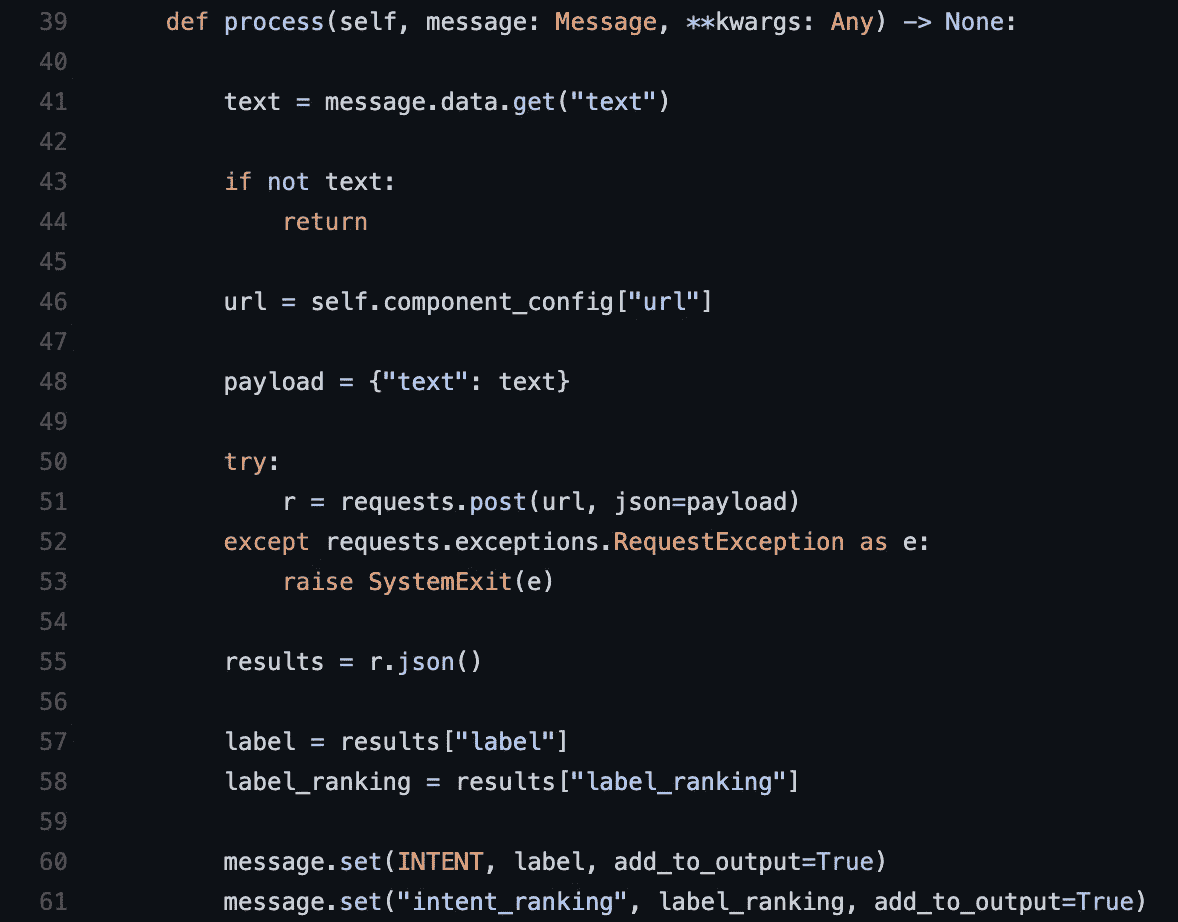 39 def process(self, message: Message, **kwargs: Any) -> None:
40
41 text = message.data.get("text")
42
43 if not text:
44 return
45
46 url = self.component_config["url"]
47
48 payload = {"text": text}
49
50 try:
51 r = requests.post(url, json=payload)
52 except requests.exceptions.RequestException as e:
53 raise SystemExit(e)
54
55 results = r.json()
56
57 label = results["label"]
58 label_ranking = results["label_ranking"]
59
60 message.set(INTENT, label, add_to_output=True)
61 message.set("intent_ranking", label_ranking, add_to_output=True)